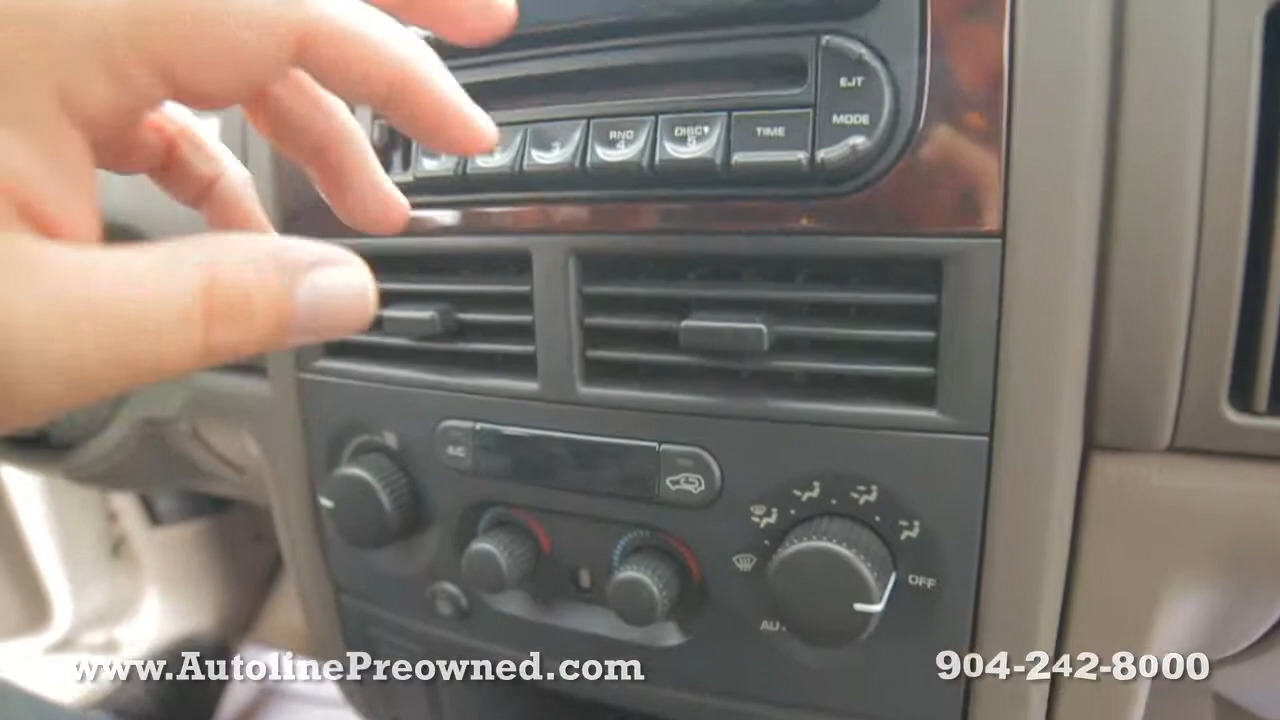 EJT
MODE
3
RND
4
DISC
5
TIME
A/C
OFF
www.AutolinePreowned.com
904-242-8000